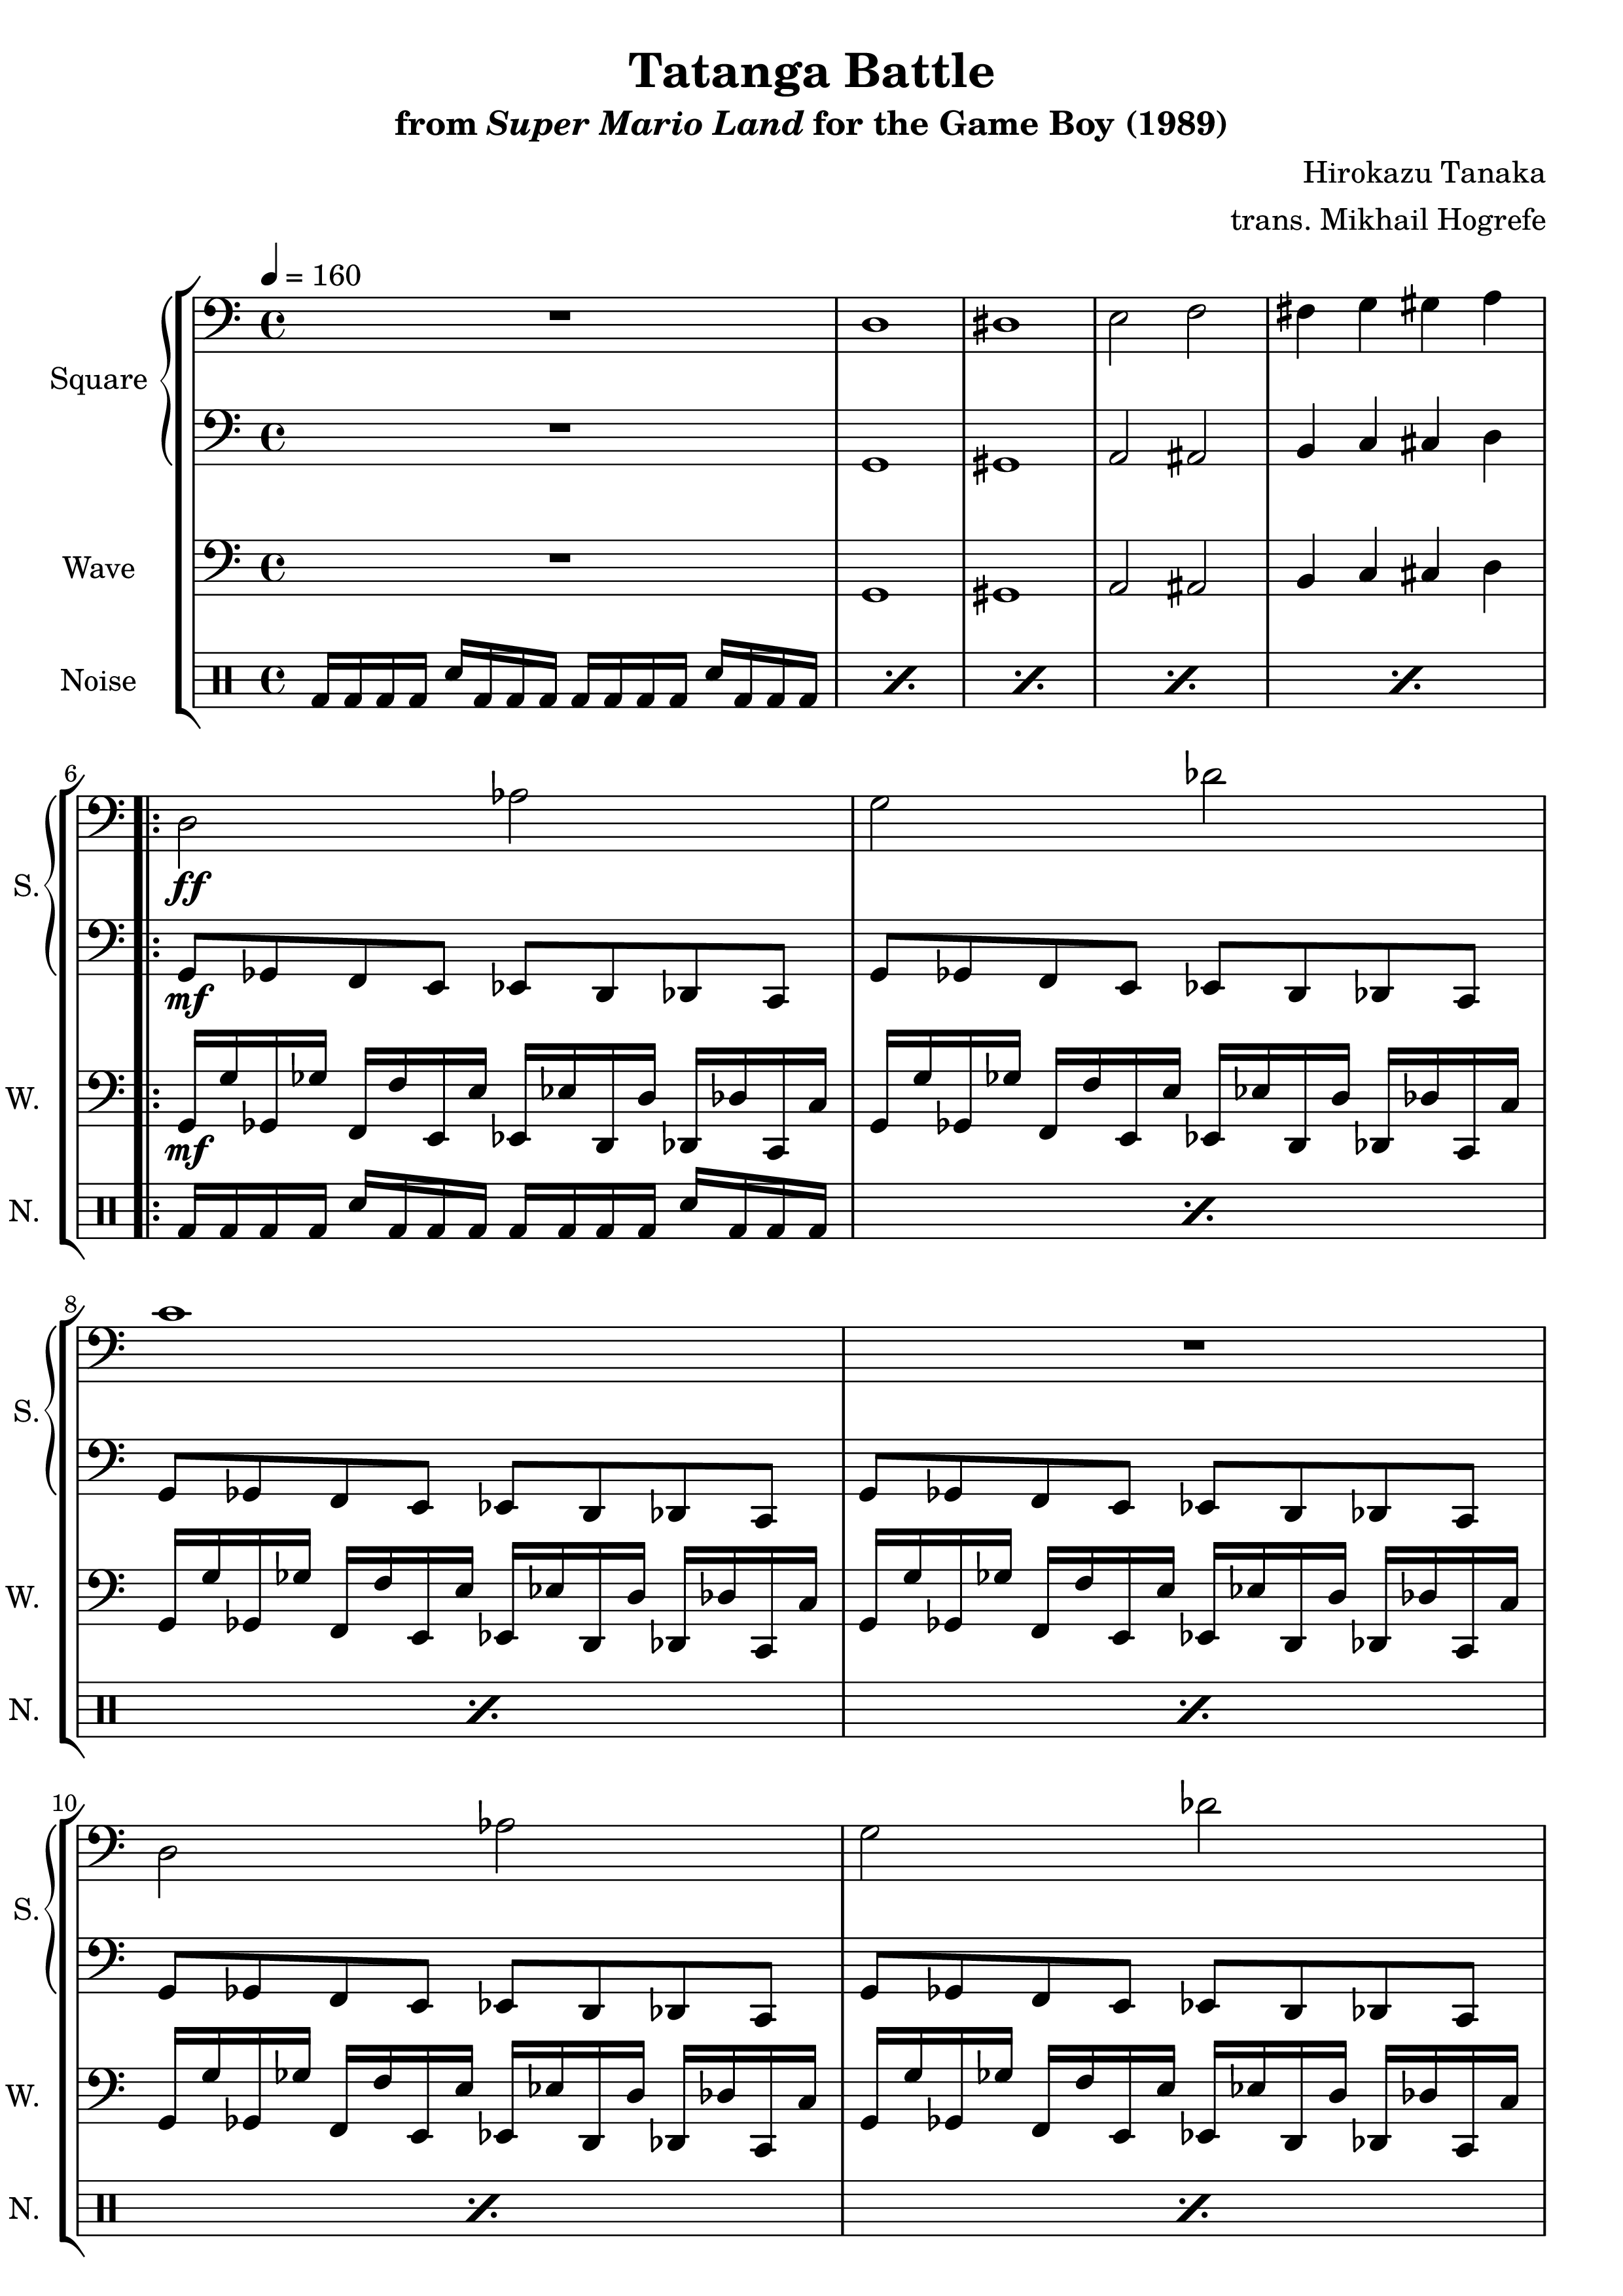 Tatanga Battle
from Super Mario Land for the Game Boy (1989)
Hirokazu Tanaka
trans. Mikhail Hogrefe
= 160
Square
Wave
Noise
6
S.
ff
mf
W.
mf
N.
8
S.
W.
N.
10
S.
W.
N.